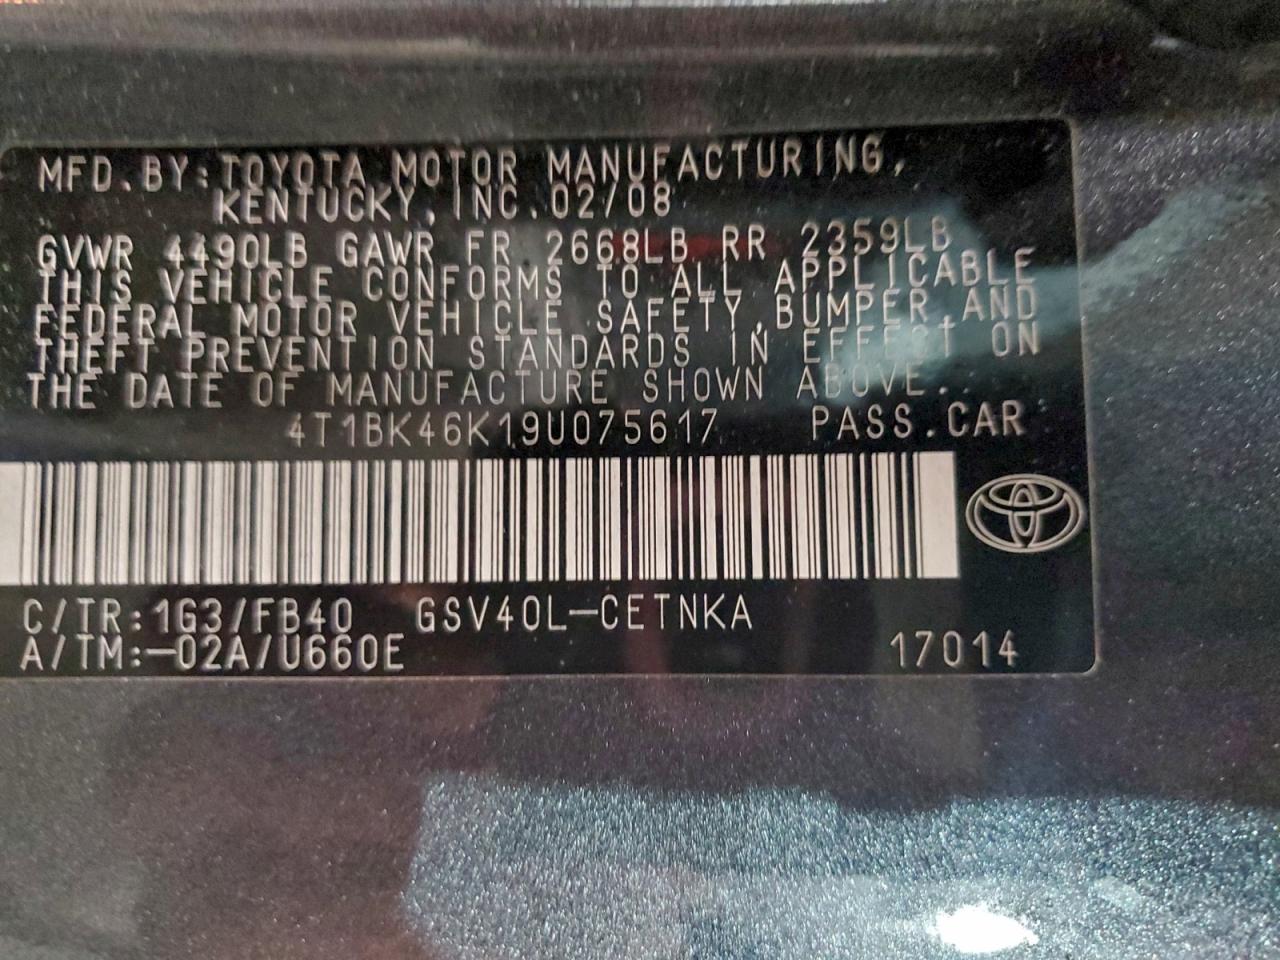 MFD.BY:TOYOTA MOTOR MANUFACTURING,
KENTUCKY,INC.02/08
GVWR 4490LB GAWR FR 2668LB RR 2359LB
THIS VEHICLE CONFORMS TO ALL APPLICABLE
FEDERAL MOTOR VEHICLE SAFETY,BUMPER,AND
THEFT PREVENTION STANDARDS IN EFFECT ON
THE DATE OF MANUFACTURE SHOWN ABOVE.
4T1BK46K19U075617 PASS.CAR
C/TR:1G3/FB40 GSV40L-CETNKA
A/TM:-02A/U660E 17014